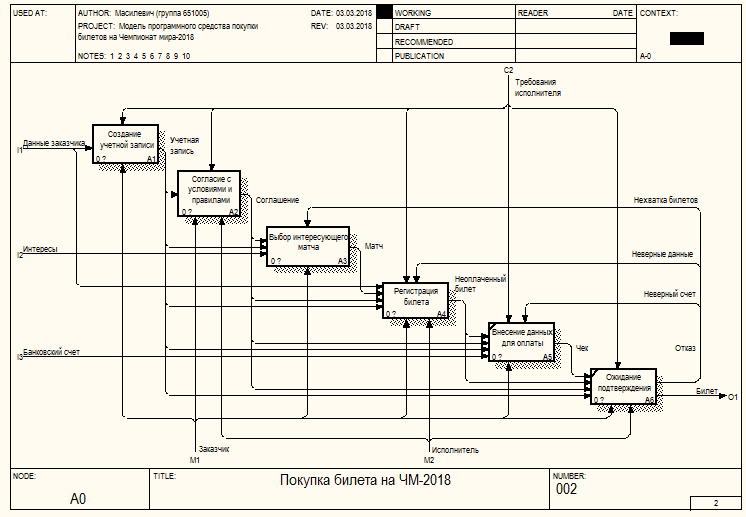 USED AT:
AUTHOR: Масилевич (группа 651005)
DATE: 03.03.2018
PROJECT: Модель программного средства покупки
билетов на Чемпионат мира-2018
REV: 03.03.2018
NOTES: 1 2 3 4 5 6 7 8 9 10
WORKING
DRAFT
RECOMMENDED
PUBLICATION
READER DATE
CONTEXT:
A-0
C2
Требования
исполнителя
I1
Данные заказчика
Создание
учетной записи
0 ? A1
Учетная
запись
Согласие с
условиями и
правилами
0 ? A2
Соглашение
Нехватка билетов
I2
Интересы
Выбор интересующего
матча
0 ? A3
Матч
Неверные данные
Регистрация
билета
0 ? A4
Неоплаченный
билет
Неверный счет
I3
Банковский счет
Внесение данных
для оплаты
0 ? A5
Чек
Отказ
Ожидание
подтверждения
0 ? A6
Билет
O1
Заказчик
M1
Исполнитель
M2
NODE:
A0
TITLE:
Покупка билета на ЧМ-2018
NUMBER:
002
2